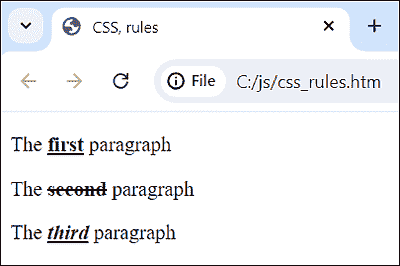 CSS, rules
File C:/js/css_rules.htm
The first paragraph
The second paragraph
The third paragraph